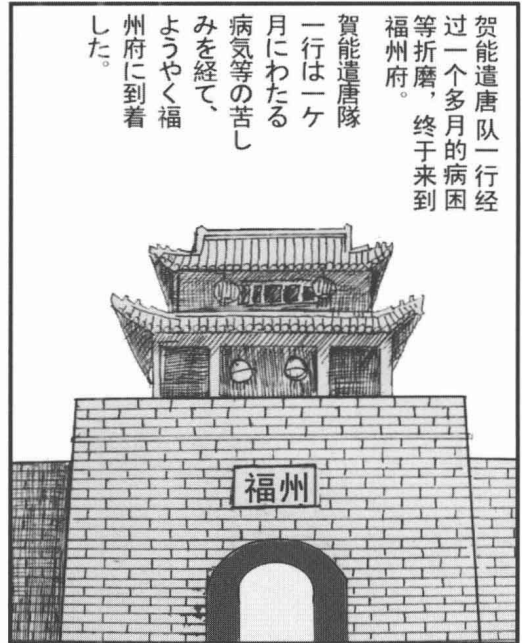 贺能遣唐队一行经
过一个多月的病困
等折磨，终于来到
福州府。
賀能遣唐隊
一行は一ケ
月にわたる
病気等の苦し
みを経て、
ようやく福
州府に到着
した。
福州